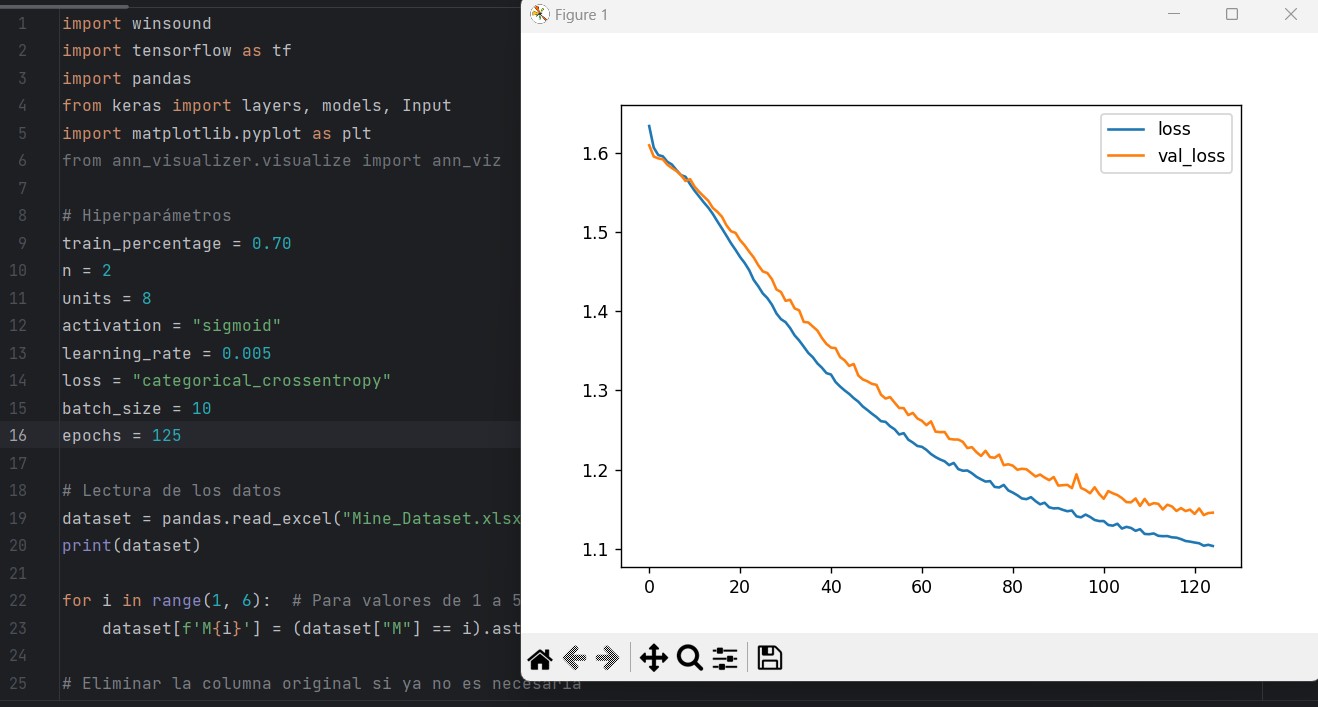 1 import winsound
2 import tensorflow as tf
3 import pandas
4 from keras import layers, models, Input
5 import matplotlib.pyplot as plt
6 from ann_visualizer.visualize import ann_viz
7
8 # Hiperparámetros
9 train_percentage = 0.70
10 n = 2
11 units = 8
12 activation = "sigmoid"
13 learning_rate = 0.005
14 loss = "categorical_crossentropy"
15 batch_size = 10
16 epochs = 125
17
18 # Lectura de los datos
19 dataset = pandas.read_excel("Mine_Dataset.xlsx
20 print(dataset)
21
22 for i in range(1, 6):  # Para valores de 1 a 5
23     dataset[f'M{i}'] = (dataset["M"] == i).ast
24
25 # Eliminar la columna original si ya no es necesaria
Figure 1
loss
val_loss
1.6
1.5
1.4
1.3
1.2
1.1
0 20 40 60 80 100 120